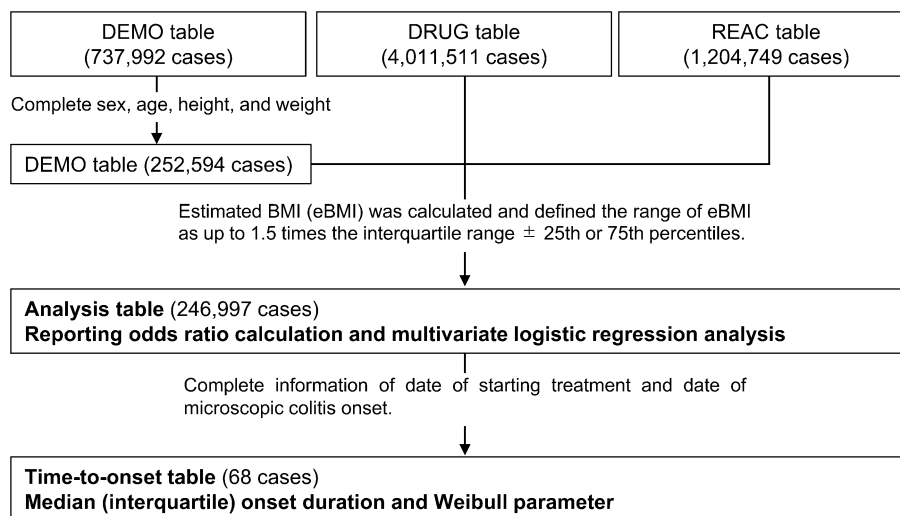 DEMO table
(737,992 cases)
DRUG table
(4,011,511 cases)
REAC table
(1,204,749 cases)
Complete sex, age, height, and weight
DEMO table (252,594 cases)
Estimated BMI (eBMI) was calculated and defined the range of eBMI
as up to 1.5 times the interquartile range ± 25th or 75th percentiles.
Analysis table (246,997 cases)
Reporting odds ratio calculation and multivariate logistic regression analysis
Complete information of date of starting treatment and date of
microscopic colitis onset.
Time-to-onset table (68 cases)
Median (interquartile) onset duration and Weibull parameter